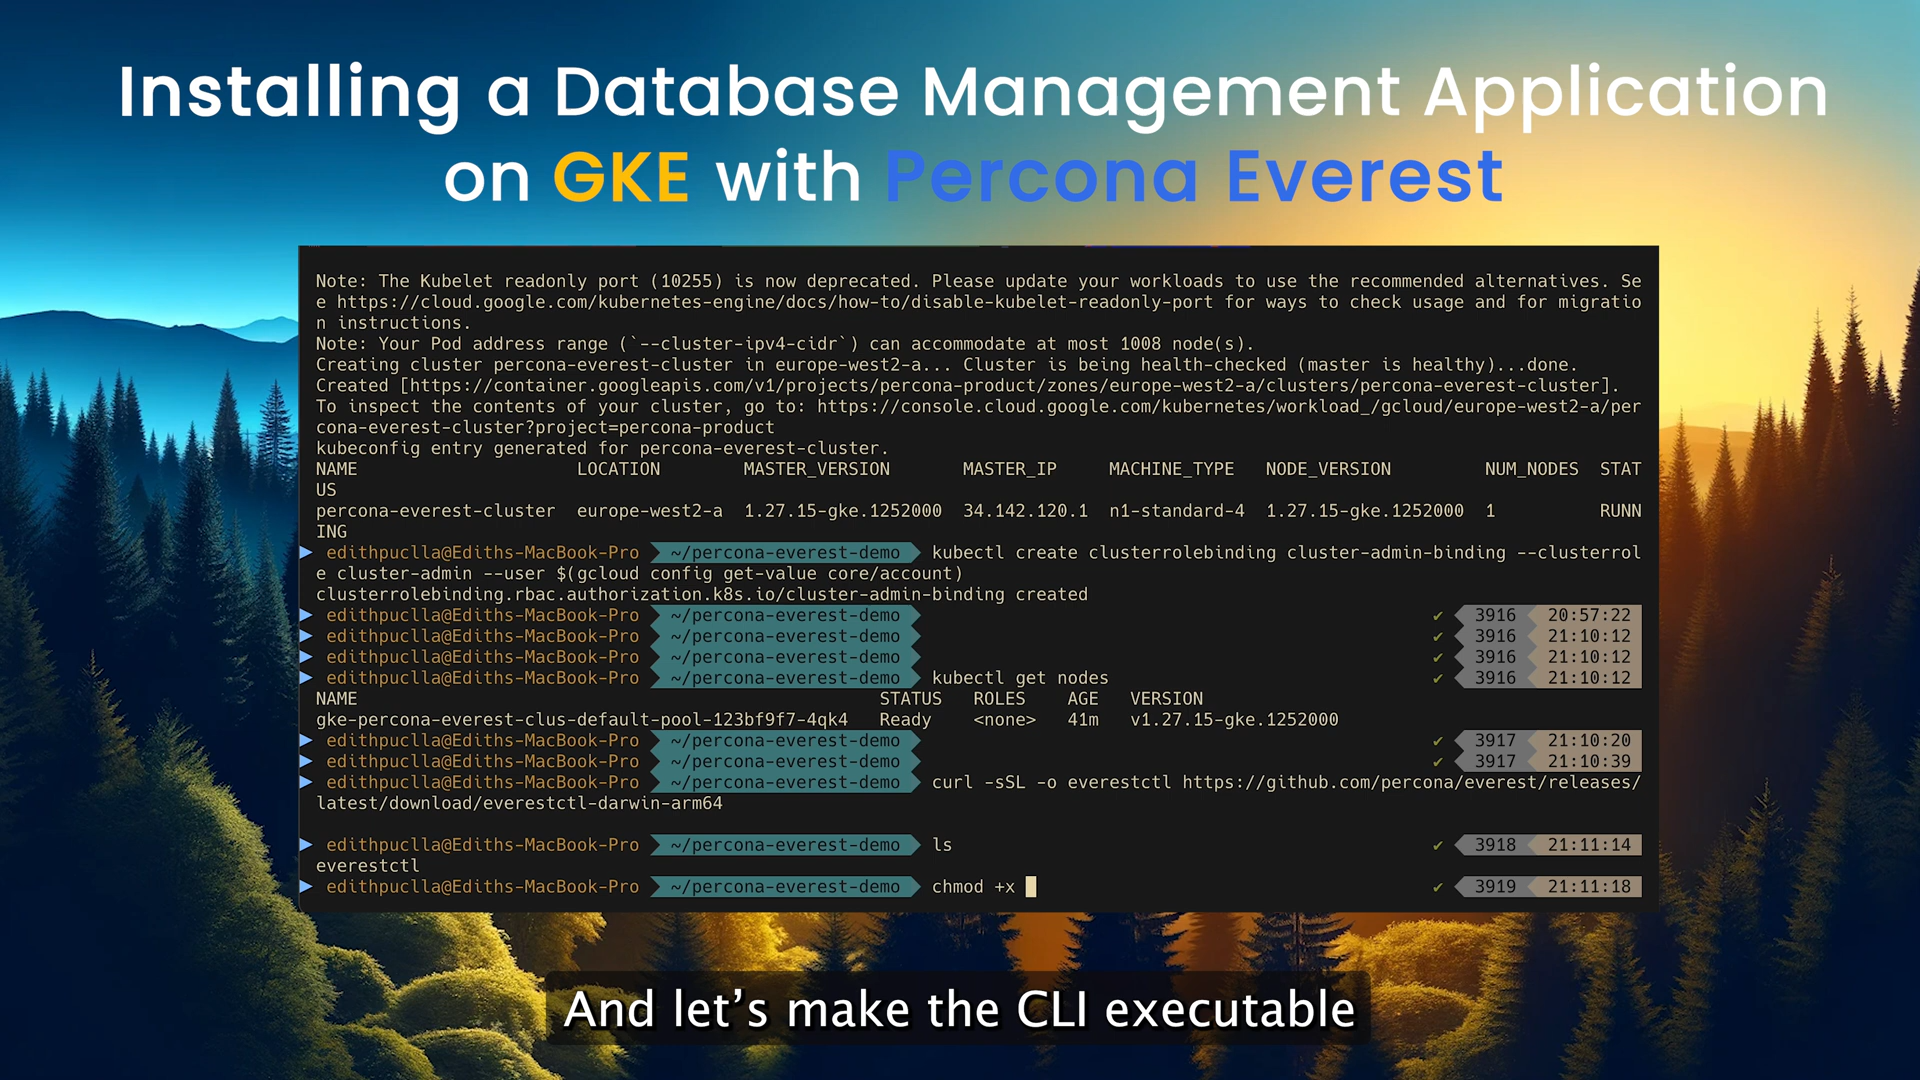 Installing a Database Management Application
on GKE with Percona Everest
Note: The Kubelet readonly port (10255) is now deprecated. Please update your workloads to use the recommended alternatives. Se
e https://cloud.google.com/kubernetes-engine/docs/how-to/disable-kubelet-readonly-port for ways to check usage and for migratio
n instructions.
Note: Your Pod address range (`--cluster-ipv4-cidr`) can accommodate at most 1008 node(s).
Creating cluster percona-everest-cluster in europe-west2-a... Cluster is being health-checked (master is healthy)...done.
Created [https://container.googleapis.com/v1/projects/percona-product/zones/europe-west2-a/clusters/percona-everest-cluster].
To inspect the contents of your cluster, go to: https://console.cloud.google.com/kubernetes/workload_/gcloud/europe-west2-a/per
cona-everest-cluster?project=percona-product
kubeconfig entry generated for percona-everest-cluster.
NAME LOCATION MASTER_VERSION MASTER_IP MACHINE_TYPE NODE_VERSION NUM_NODES STAT
US
percona-everest-cluster europe-west2-a 1.27.15-gke.1252000 34.142.120.1 n1-standard-4 1.27.15-gke.1252000 1 RUNN
ING
edithpuclla@Ediths-MacBook-Pro ~/percona-everest-demo kubectl create clusterrolebinding cluster-admin-binding --clusterrol
e cluster-admin --user $(gcloud config get-value core/account)
clusterrolebinding.rbac.authorization.k8s.io/cluster-admin-binding created
edithpuclla@Ediths-MacBook-Pro ~/percona-everest-demo ✔ 3916 20:57:22
edithpuclla@Ediths-MacBook-Pro ~/percona-everest-demo ✔ 3916 21:10:12
edithpuclla@Ediths-MacBook-Pro ~/percona-everest-demo ✔ 3916 21:10:12
edithpuclla@Ediths-MacBook-Pro ~/percona-everest-demo kubectl get nodes ✔ 3916 21:10:12
NAME STATUS ROLES AGE VERSION
gke-percona-everest-clus-default-pool-123bf9f7-4qk4 Ready <none> 41m v1.27.15-gke.1252000
edithpuclla@Ediths-MacBook-Pro ~/percona-everest-demo ✔ 3917 21:10:20
edithpuclla@Ediths-MacBook-Pro ~/percona-everest-demo ✔ 3917 21:10:39
edithpuclla@Ediths-MacBook-Pro ~/percona-everest-demo curl -sSL -o everestctl https://github.com/percona/everest/releases/
latest/download/everestctl-darwin-arm64
edithpuclla@Ediths-MacBook-Pro ~/percona-everest-demo ls ✔ 3918 21:11:14
everestctl
edithpuclla@Ediths-MacBook-Pro ~/percona-everest-demo chmod +x ✔ 3919 21:11:18
And let’s make the CLI executable